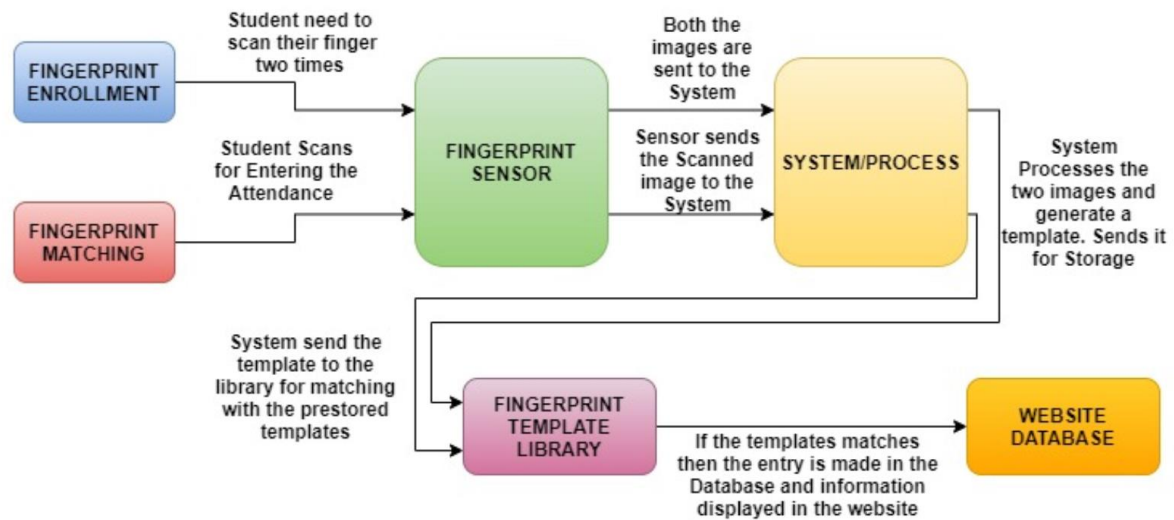 Student need to
scan their finger
two times
Both the
images are
sent to the
System
FINGERPRINT
ENROLLMENT
Student Scans
for Entering the
Attendance
FINGERPRINT
SENSOR
Sensor sends
the Scanned
image to the
System
SYSTEM/PROCESS
System
Processes the
two images and
generate a
template. Sends it
for Storage
FINGERPRINT
MATCHING
System send the
template to the
library for matching
with the prestored
templates
FINGERPRINT
TEMPLATE
LIBRARY
If the templates matches
then the entry is made in the
Database and information
displayed in the website
WEBSITE
DATABASE